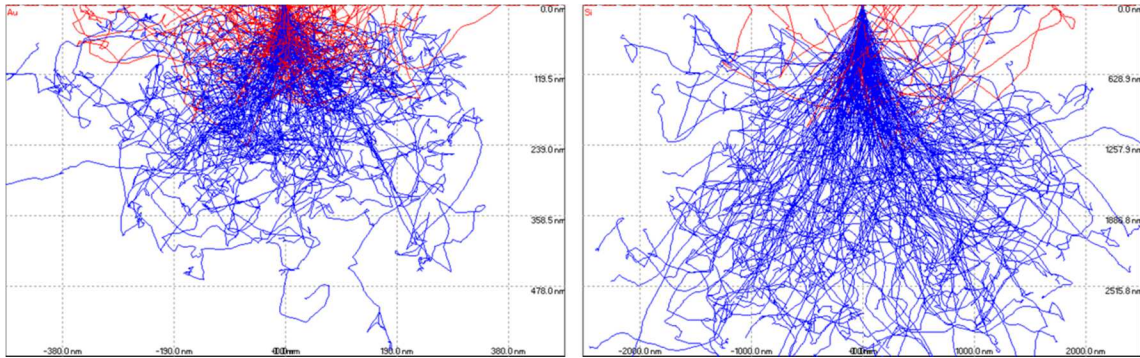 Au
0.0 nm
119.5 nm
239.0 nm
358.5 nm
478.0 nm
-380.0 nm
-190.0 nm
190.0 nm
380.0 nm
Si
0.0 nm
628.9 nm
1257.9 nm
1886.8 nm
2515.8 nm
-2000.0 nm
-1000.0 nm
1000.0 nm
2000.0 nm